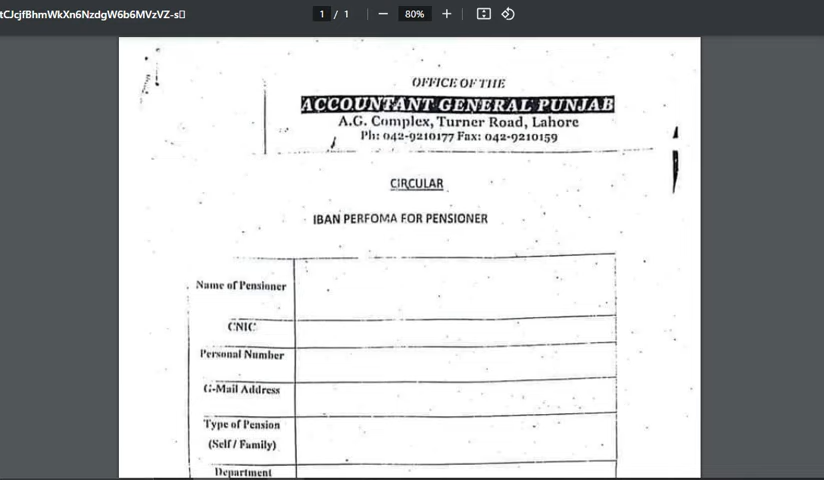 tCJcjfBhmWkXn6NzdgW6b6MVzVZ-s
1 / 1
80%
OFFICE OF THE
ACCOUNTANT GENERAL PUNJAB
A.G. Complex, Turner Road, Lahore
Ph: 042-9210177 Fax: 042-9210159
CIRCULAR
IBAN PERFOMA FOR PENSIONER
Name of Pensioner
CNIC
Personal Number
G-Mail Address
Type of Pension
(Self / Family)
Department